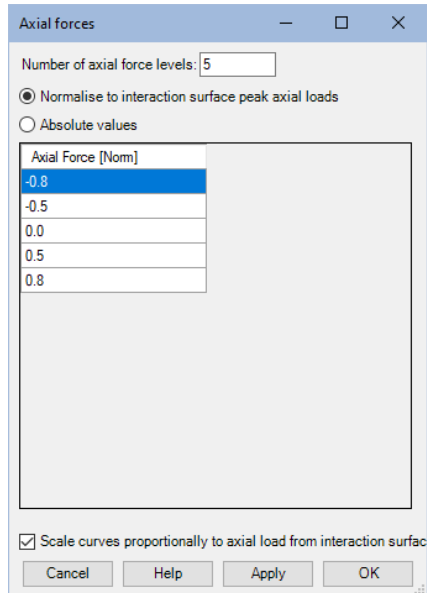 Axial forces
Number of axial force levels: 5
Normalise to interaction surface peak axial loads
Absolute values
Axial Force [Norm]
-0.8
-0.5
0.0
0.5
0.8
Scale curves proportionally to axial load from interaction surfac
Cancel Help Apply OK